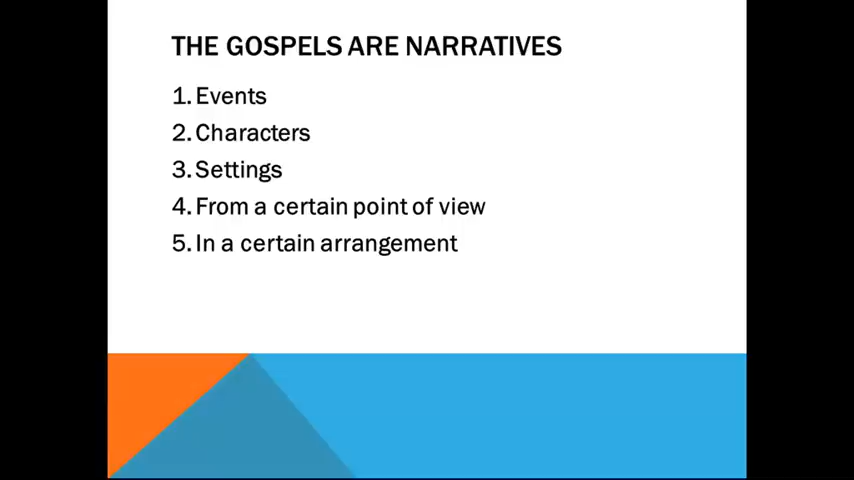 THE GOSPELS ARE NARRATIVES
1. Events
2. Characters
3. Settings
4. From a certain point of view
5. In a certain arrangement